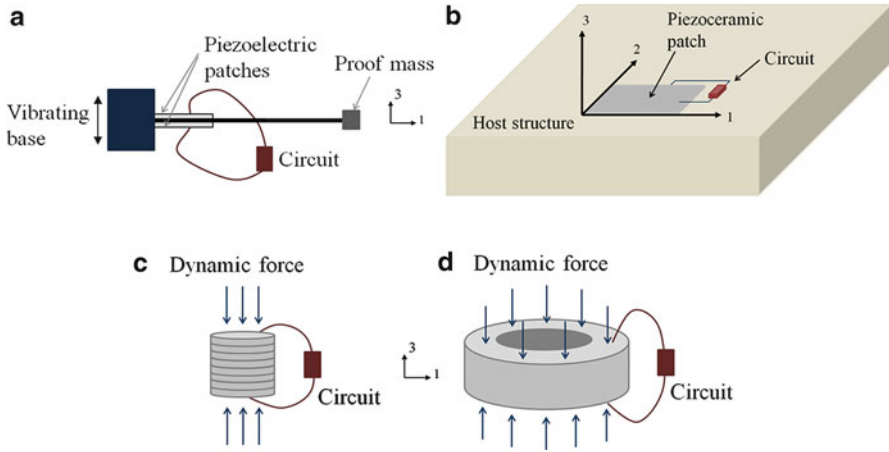 a
Piezoelectric
patches
Proof mass
Vibrating
base
3
1
Circuit
b
3
2
Piezoceramic
patch
Circuit
Host structure
1
c
Dynamic force
Circuit
3
1
d
Dynamic force
Circuit